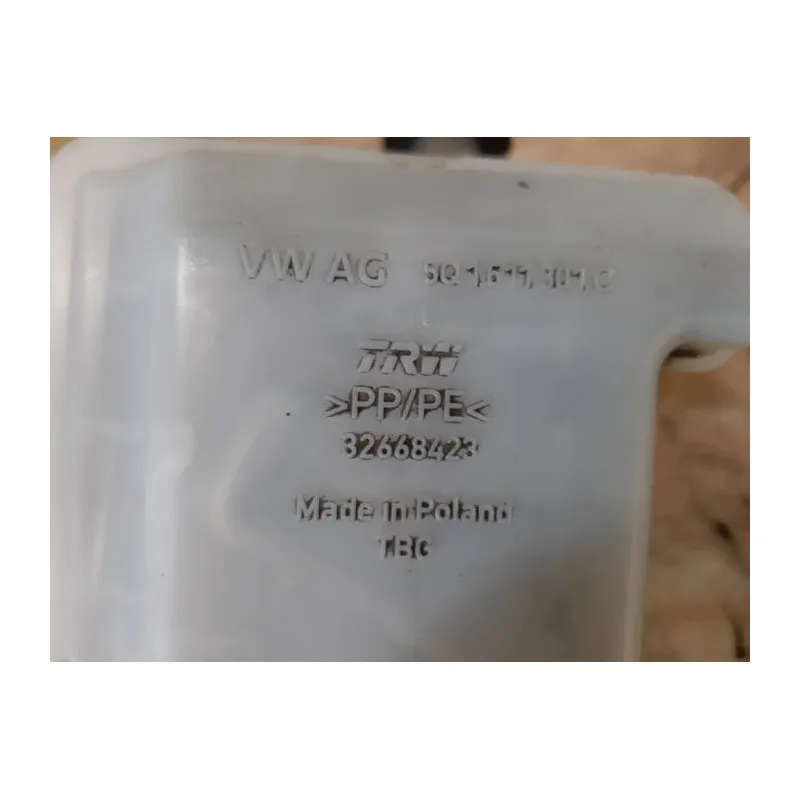 VW AG 5Q1.611.301.C
TRW
>PP/PE<
32668423
Made in Poland
TBG